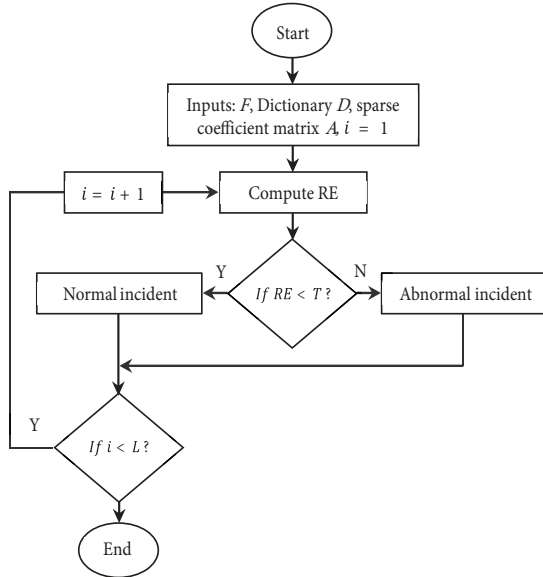 Start
Inputs: F, Dictionary D, sparse
coefficient matrix A, i = 1
i = i + 1
Compute RE
Y
N
Normal incident
If RE < T?
Abnormal incident
Y
If i < L?
End